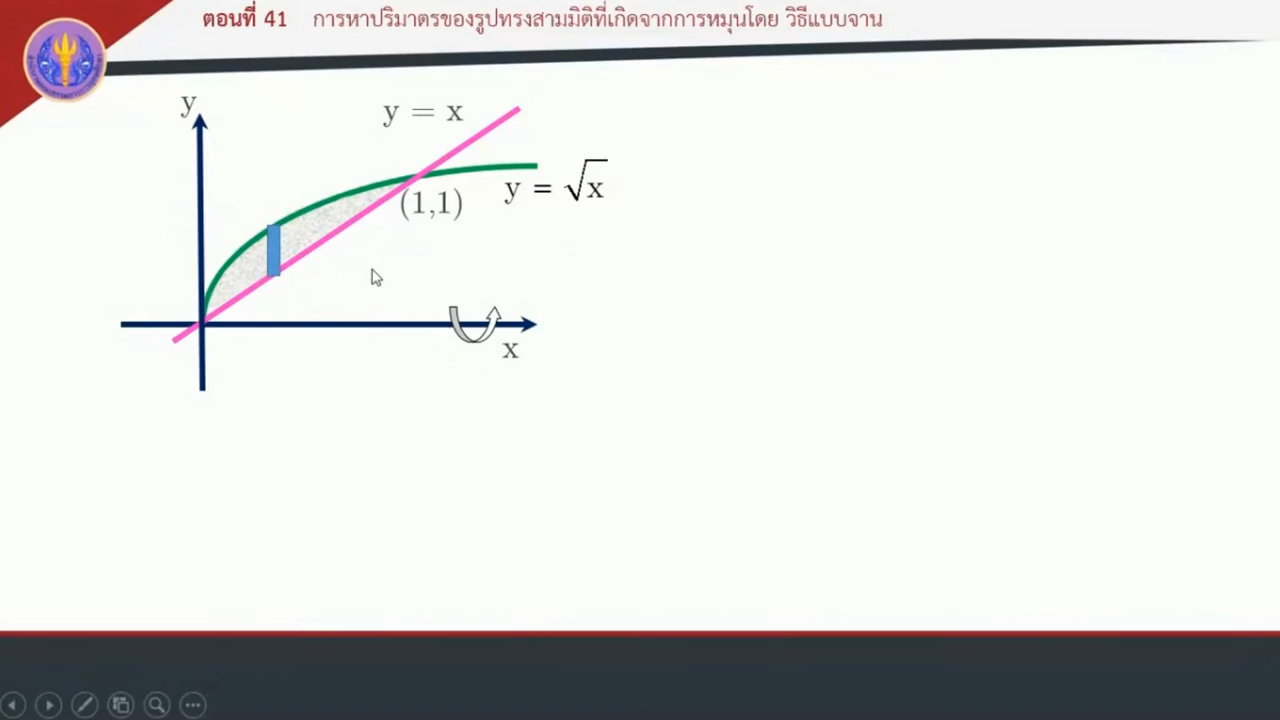 ตอนที่ 41 การหาปริมาตรของรูปทรงสามมิติที่เกิดจากการหมุนโดย วิธีแบบจาน
y
y = x
y = √x
(1,1)
x